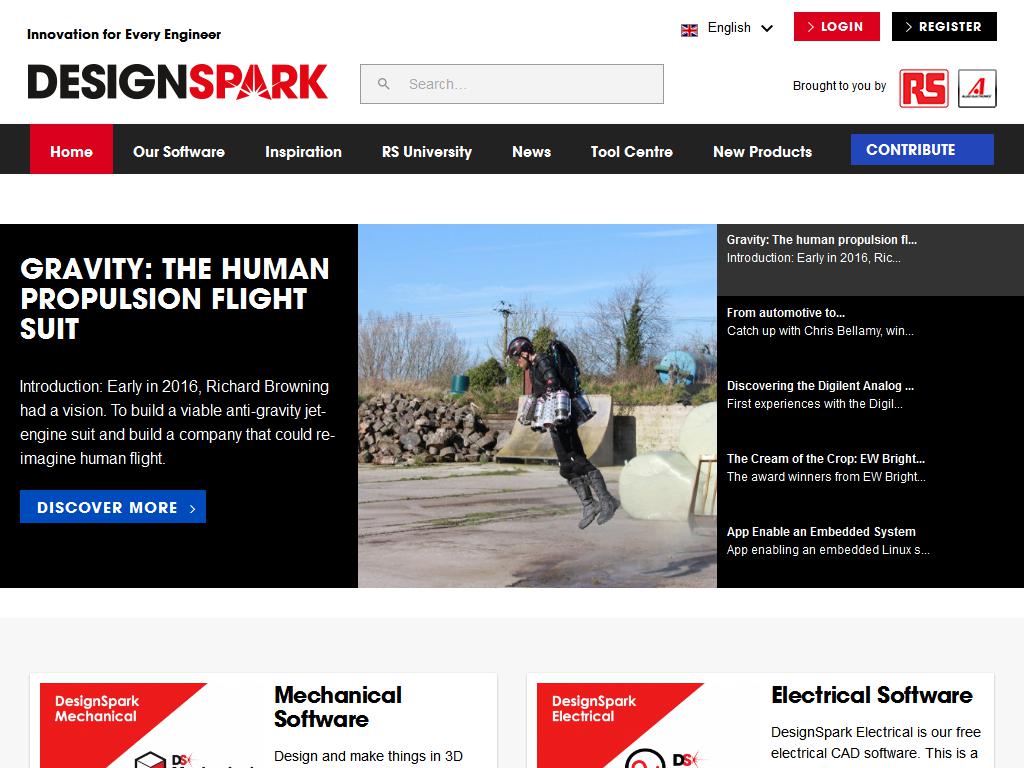 Innovation for Every Engineer
English
LOGIN
REGISTER
DESIGNSPARK
Search...
Brought to you by
RS
Home
Our Software
Inspiration
RS University
News
Tool Centre
New Products
CONTRIBUTE
GRAVITY: THE HUMAN
PROPULSION FLIGHT
SUIT
Introduction: Early in 2016, Richard Browning
had a vision. To build a viable anti-gravity jet-
engine suit and build a company that could re-
imagine human flight.
DISCOVER MORE
Gravity: The human propulsion fl...
Introduction: Early in 2016, Ric...
From automotive to...
Catch up with Chris Bellamy, win...
Discovering the Digilent Analog ...
First experiences with the Digil...
The Cream of the Crop: EW Bright...
The award winners from EW Bright...
App Enable an Embedded System
App enabling an embedded Linux s...
DesignSpark
Mechanical
DS
Mechanical
Software
Design and make things in 3D
DesignSpark
Electrical
DS
Electrical Software
DesignSpark Electrical is our free
electrical CAD software. This is a